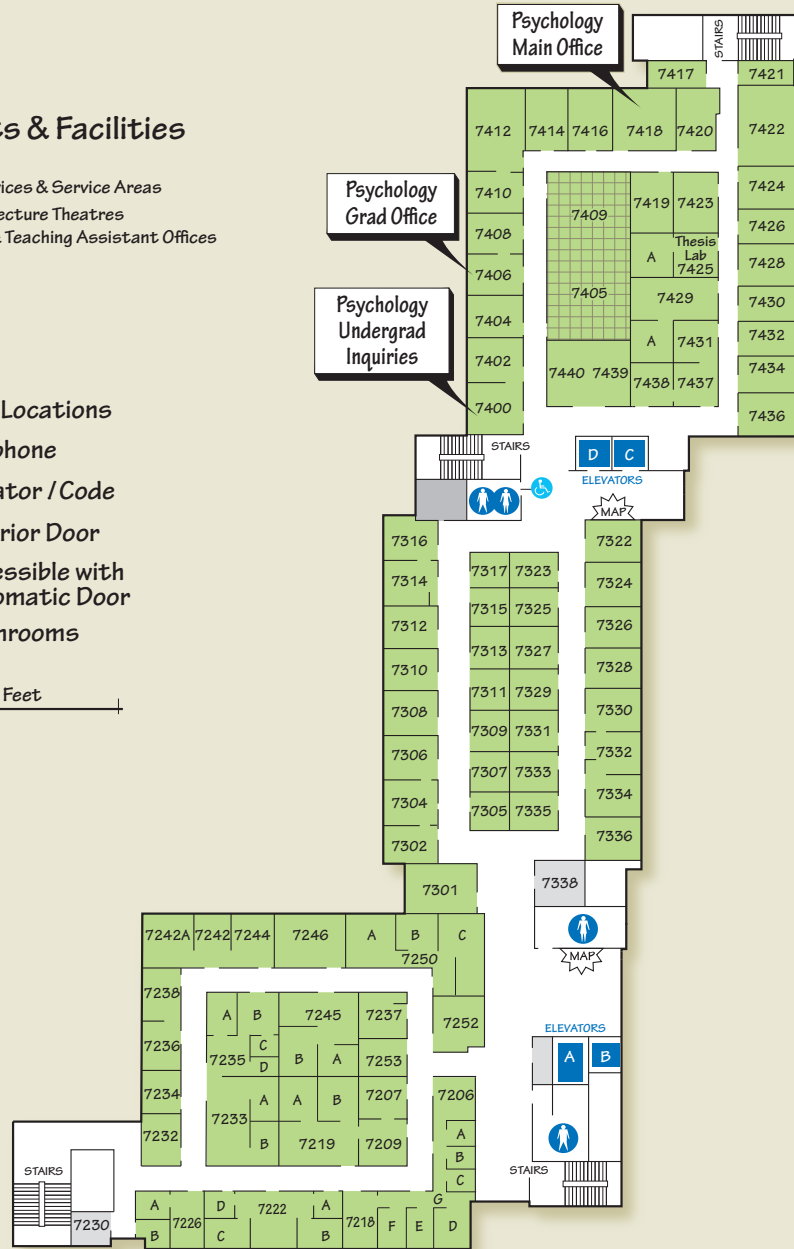 Psychology
Main Office
STAIRS
7417
7421
7412
7414
7416
7418
7420
7422
ts & Facilities
vices & Service Areas
ecture Theatres
& Teaching Assistant Offices
Psychology
Grad Office
7410
7409
7419
7423
7424
7408
7426
A
Thesis
Lab
7425
7406
7428
7405
7429
7430
Psychology
Undergrad
Inquiries
7404
A
7431
7432
7402
7440
7439
7438
7437
7434
7400
7436
Locations
phone
ator / Code
rior Door
essible with
omatic Door
hrooms
Feet
STAIRS
D
C
ELEVATORS
MAP
7316
7322
7314
7317
7323
7324
7312
7315
7325
7326
7310
7313
7327
7328
7308
7311
7329
7330
7306
7309
7331
7332
7304
7307
7333
7334
7302
7305
7335
7336
7301
7338
7242A
7242
7244
7246
A
B
C
7250
MAP
7238
A
B
7245
7237
7252
ELEVATORS
7236
7235
C
D
B
A
7253
A
B
7234
7233
A
A
B
7207
7206
7232
B
7219
7209
A
B
C
STAIRS
STAIRS
7230
A
B
7226
D
C
7222
A
B
7218
F
E
G
D